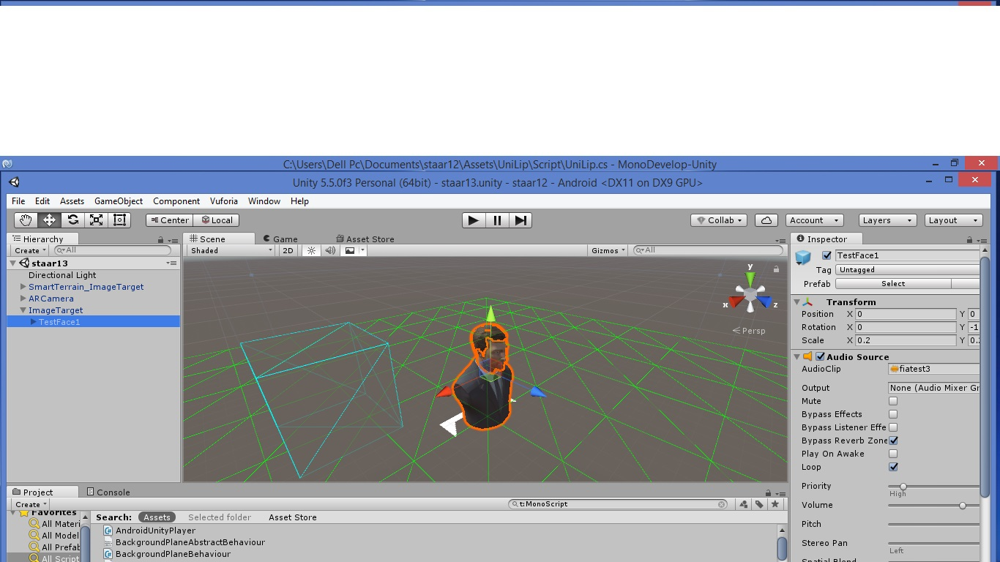 C:\Users\Dell Pc\Documents\staar12\Assets\UniLip\Script\UniLip.cs - MonoDevelop-Unity
Unity 5.5.0f3 Personal (64bit) - staar13.unity - staar12 - Android <DX11 on DX9 GPU>
File Edit Assets GameObject Component Vuforia Window Help
Center Local Collab Account Layers Layout
Hierarchy
Create All
staar13
Directional Light
SmartTerrain_ImageTarget
ARCamera
ImageTarget
TestFace1
Scene Game Asset Store
Shaded 2D Gizmos All
y
x z
Persp
Inspector
TestFace1
Tag Untagged
Prefab Select
Transform
Position X 0 Y 0
Rotation X 0 Y -1
Scale X 0.2 Y 0.
Audio Source
AudioClip fiatest3
Output None (Audio Mixer Gr
Mute
Bypass Effects
Bypass Listener Effe
Bypass Reverb Zone
Play On Awake
Loop
Priority
High
Volume
Pitch
Stereo Pan
Left
Spatial Blend
Project Console
Create t:MonoScript
Favorites
All Materi
All Model
All Prefab
All Script
Search: Assets Selected folder Asset Store
AndroidUnityPlayer
BackgroundPlaneAbstractBehaviour
BackgroundPlaneBehaviour